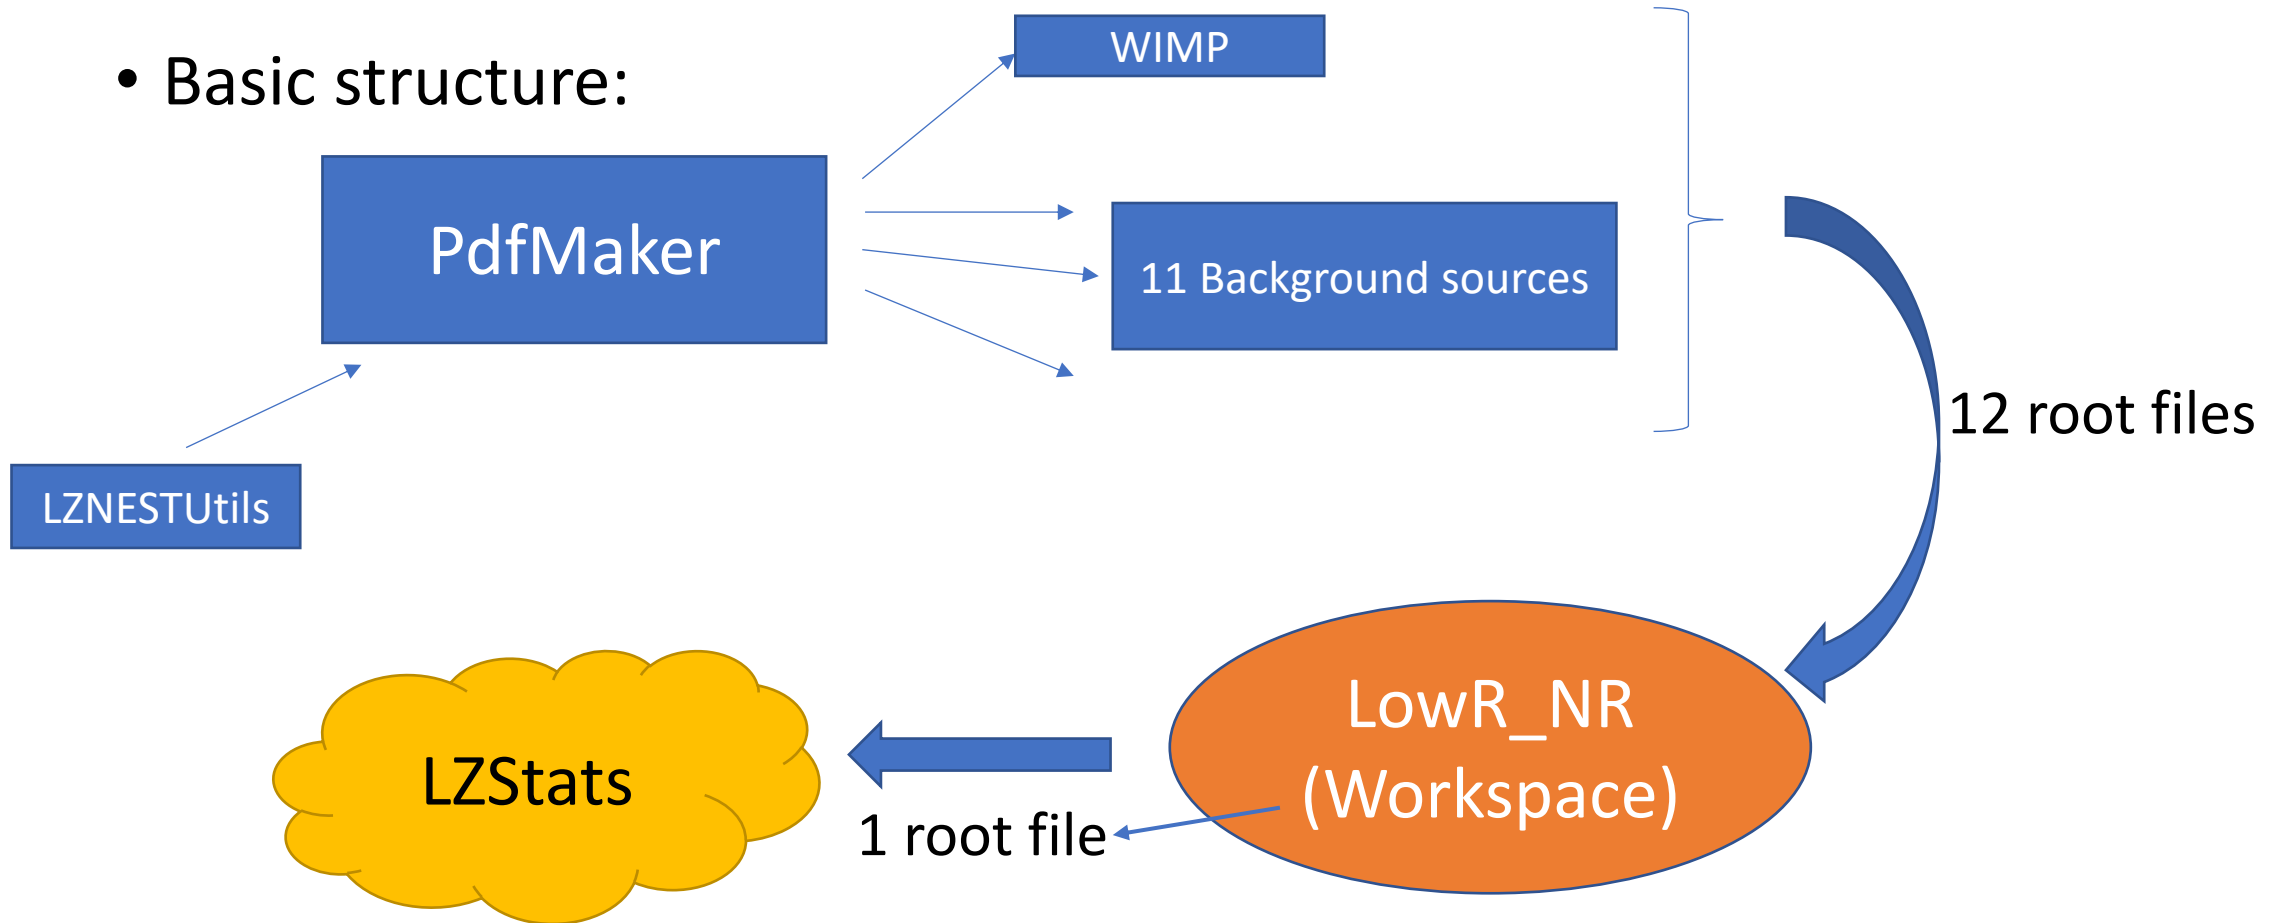 • Basic structure:
WIMP
PdfMaker
11 Background sources
12 root files
LZNESTUtils
LowR_NR
(Workspace)
LZStats
1 root file